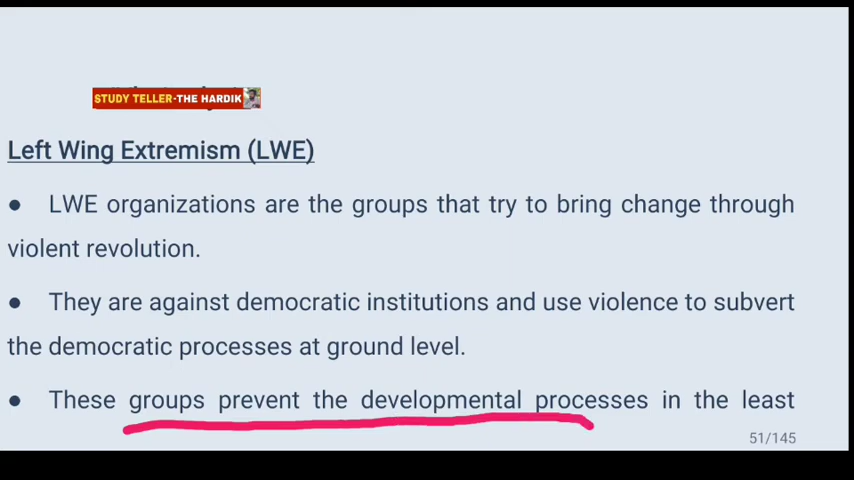 STUDY TELLER-THE HARDIK
Left Wing Extremism (LWE)
● LWE organizations are the groups that try to bring change through
violent revolution.
● They are against democratic institutions and use violence to subvert
the democratic processes at ground level.
● These groups prevent the developmental processes in the least
51/145